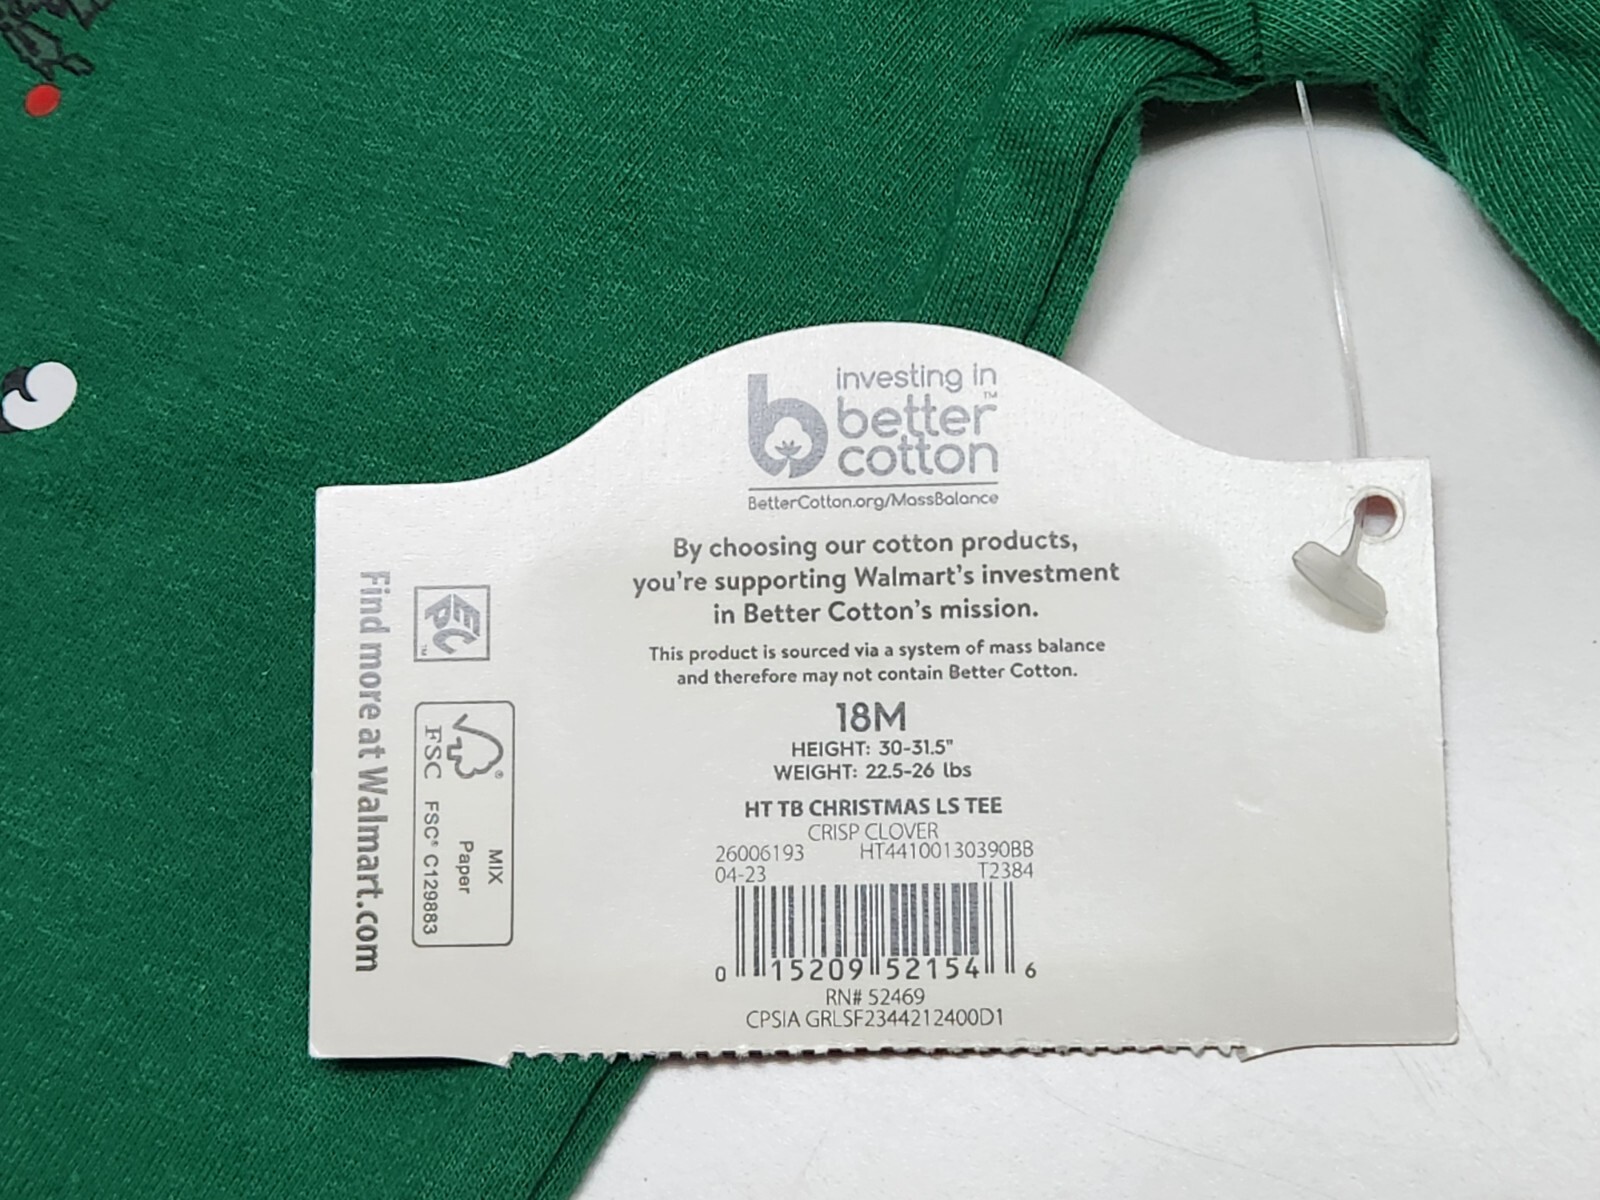 investing in
better™
cotton
BetterCotton.org/MassBalance
By choosing our cotton products,
you're supporting Walmart's investment
in Better Cotton's mission.
This product is sourced via a system of mass balance
and therefore may not contain Better Cotton.
18M
HEIGHT: 30-31.5"
WEIGHT: 22.5-26 lbs
HT TB CHRISTMAS LS TEE
CRISP CLOVER
26006193 HT44100130390BB
04-23 T2384
0 15209 52154 6
RN# 52469
CPSIA GRLSF2344212400D1
Find more at Walmart.com
EPC™
FSC®
MIX
Paper
FSC® C129883